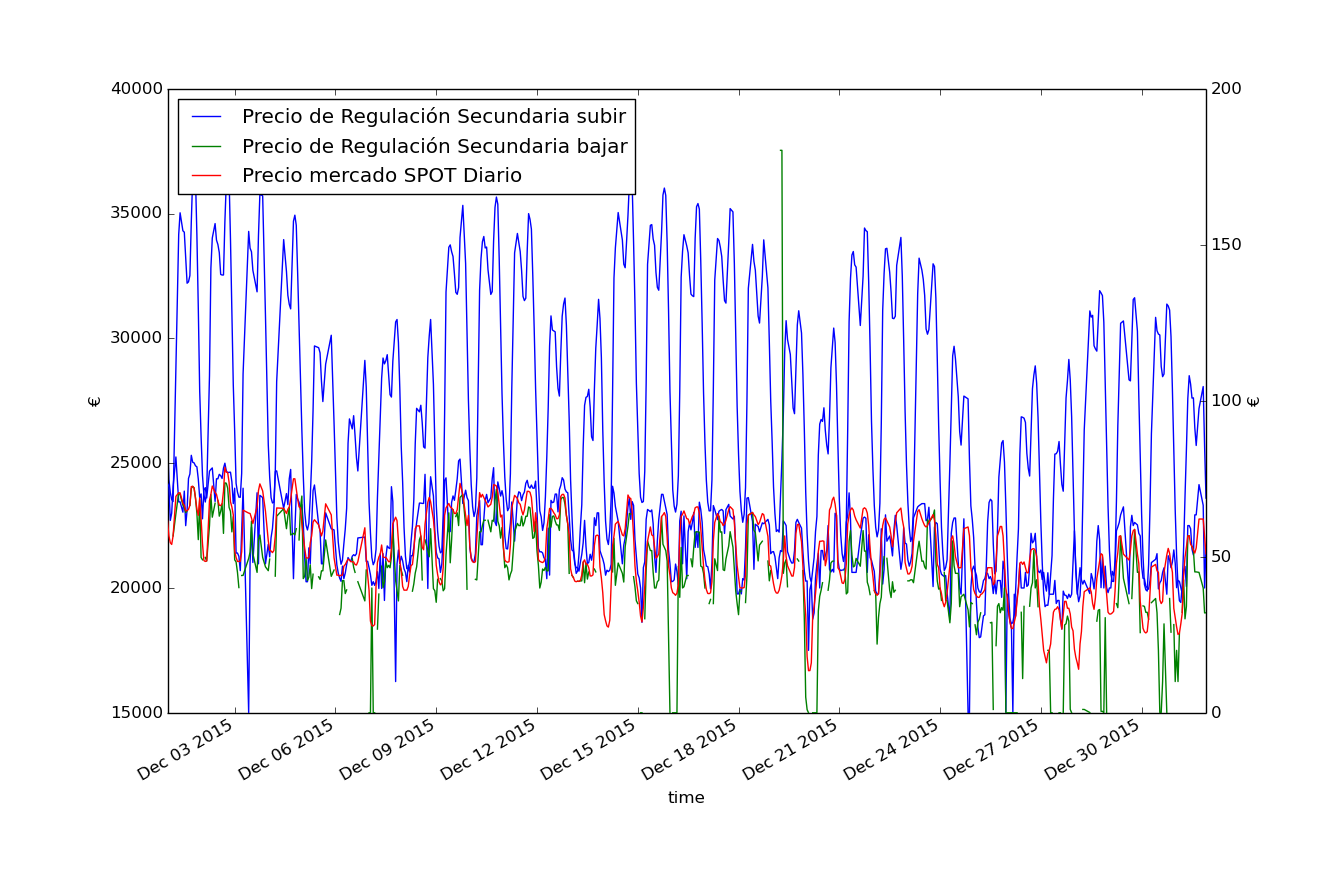 40000
35000
30000
25000
20000
15000
€
200
150
100
50
0
€
Precio de Regulación Secundaria subir
Precio de Regulación Secundaria bajar
Precio mercado SPOT Diario
Dec 03 2015
Dec 06 2015
Dec 09 2015
Dec 12 2015
Dec 15 2015
Dec 18 2015
Dec 21 2015
Dec 24 2015
Dec 27 2015
Dec 30 2015
time